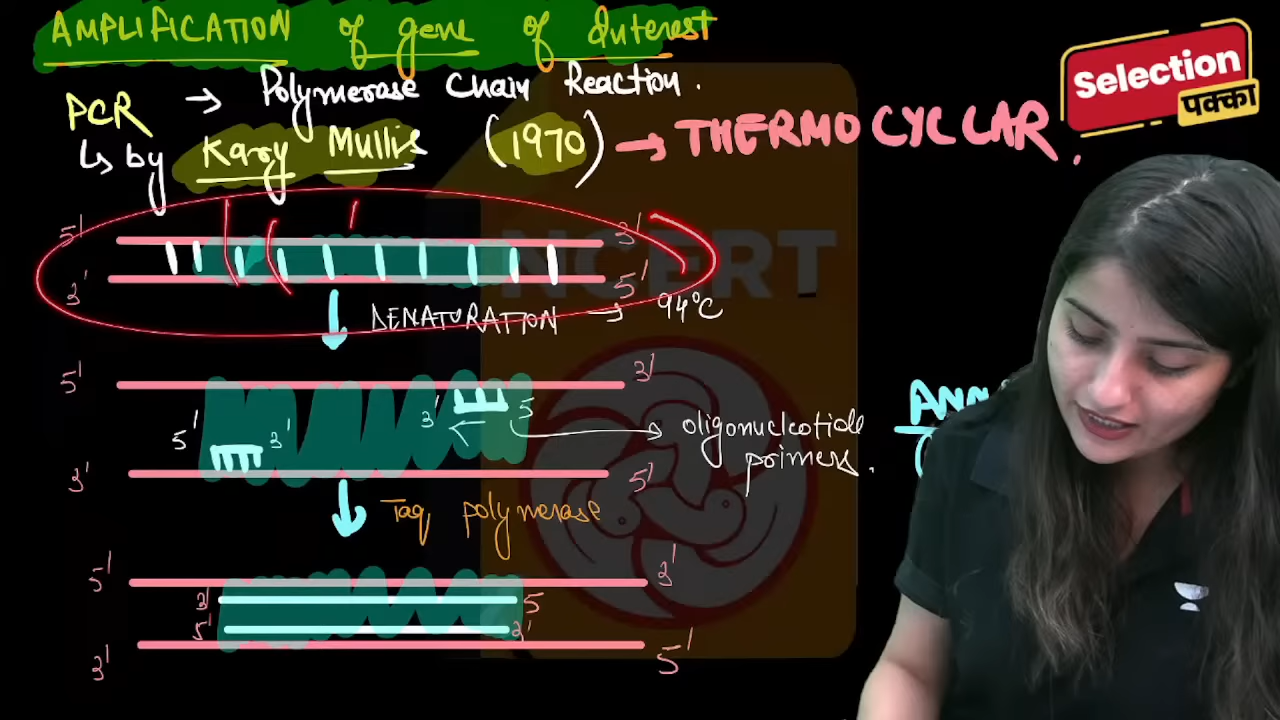 AMPLIFICATION of gene of Interest
PCR → Polymerase Chain Reaction.
↳ by Kary Mullis (1970) → THERMOCYCLAR.
Selection
पक्का
5' 3'
3' 5'
NCERT
DENATURATION → 94°C
5' 3'
3' 5
5' 3'
→ oligonucleotide
primers.
ANN
3' 5'
Taq polymerase
5' 3'
3' 5
5' 3'
3' 5'